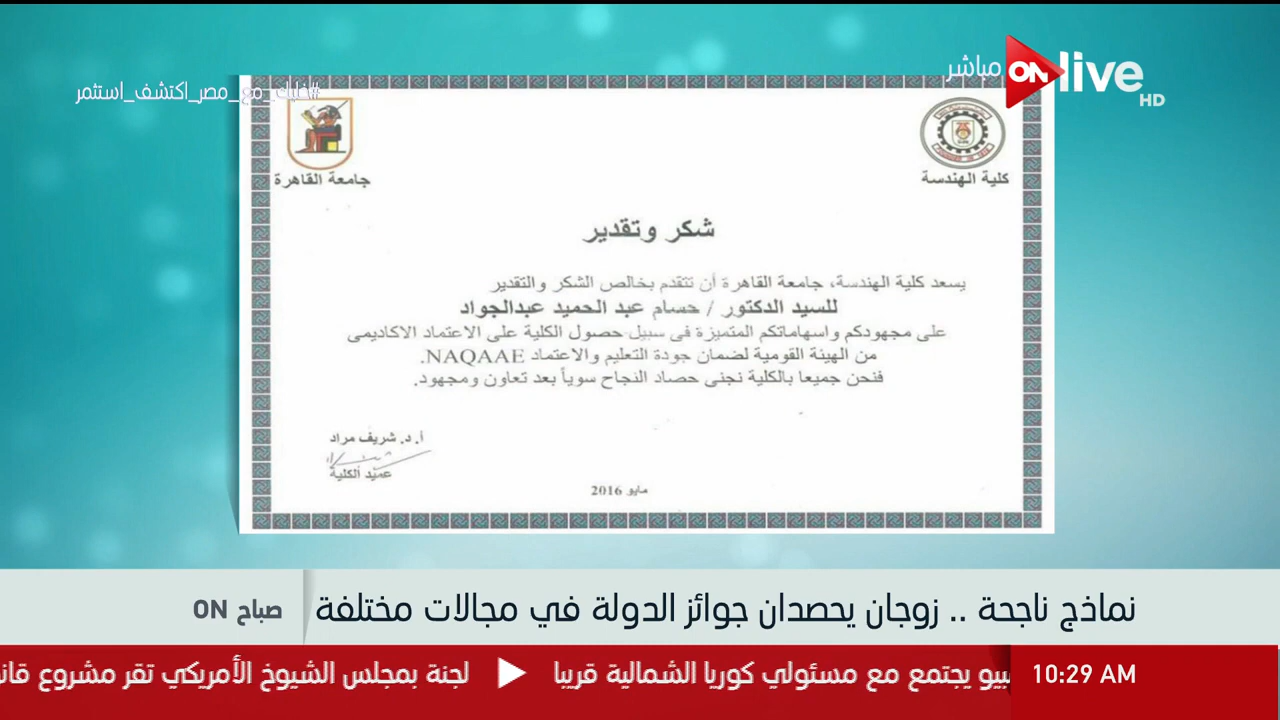 #خليك_مع_مصر_اكتشف_استثمر
مباشر ON live
HD
كلية الهندسة
جامعة القاهرة
شكر وتقدير
يسعد كلية الهندسة، جامعة القاهرة أن تتقدم بخالص الشكر والتقدير
للسيد الدكتور / حسام عبد الحميد عبدالجواد
على مجهودكم واسهاماتكم المتميزة فى سبيل حصول الكلية على الاعتماد الاكاديمى
من الهيئة القومية لضمان جودة التعليم والاعتماد NAQAAE.
فنحن جميعا بالكلية نجنى حصاد النجاح سوياً بعد تعاون ومجهود.
أ. د. شريف مراد
عميد الكلية
مايو 2016
نماذج ناجحة .. زوجان يحصدان جوائز الدولة في مجالات مختلفة
صباح ON
10:29 AM
يجتمع مع مسئولي كوريا الشمالية قريبا
لجنة بمجلس الشيوخ الأمريكي تقر مشروع